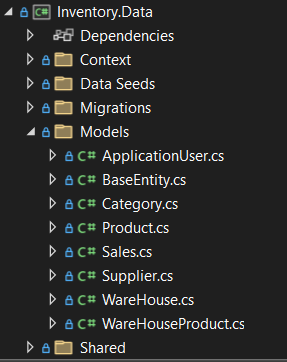 C# Inventory.Data
Dependencies
Context
Data Seeds
Migrations
Models
C# ApplicationUser.cs
C# BaseEntity.cs
C# Category.cs
C# Product.cs
C# Sales.cs
C# Supplier.cs
C# WareHouse.cs
C# WareHouseProduct.cs
Shared